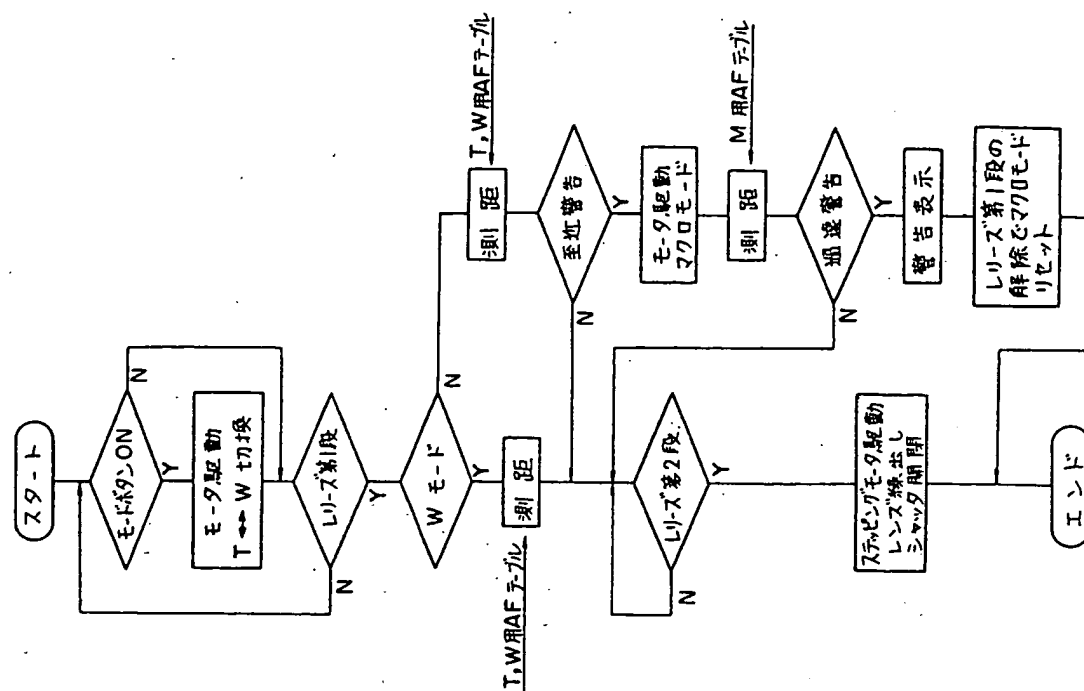 スタート
モードボタンON
N
Y
モータ駆動
T ↔ W 切換
レリーズ第1段
N
Y
W モード
N
Y
測距
T,W用AFテーブル
測距
T,W用AFテーブル
至近警告
N
Y
モータ駆動
マクロモード
測距
M用AFテーブル
過遠警告
N
Y
警告表示
レリーズ第1段の
解除でマクロモード
リセット
レリーズ第2段
N
Y
ステッピングモータ駆動
レンズ繰出し
シャッタ開閉
エンド